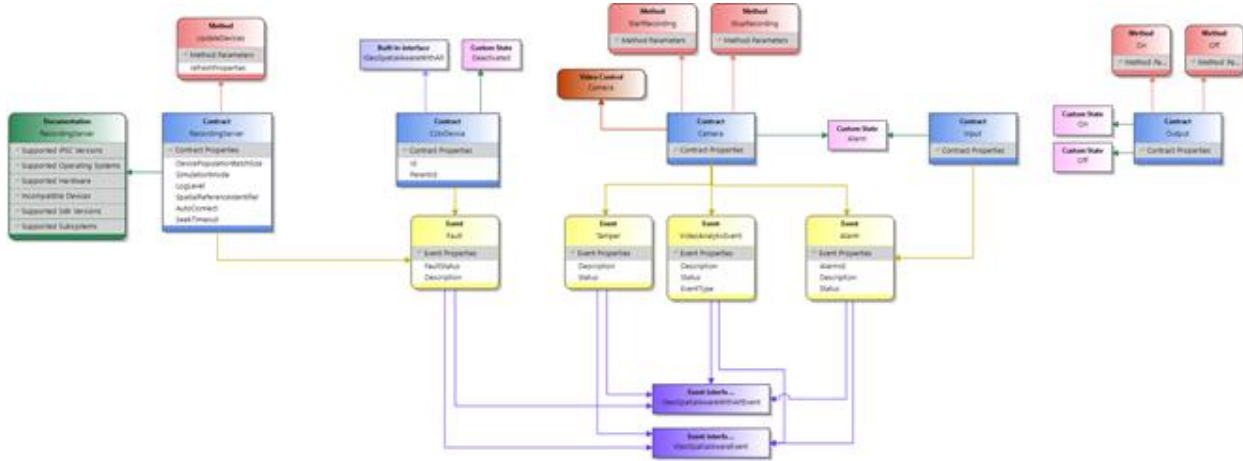 Method
UpdateDevices
Method Parameters
refreshProperties
Documentation
RecordingServer
Supported IPSC Versions
Supported Operating Systems
Supported Hardware
Incompatible Devices
Supported Sdk Versions
Supported Subsystems
Contract
RecordingServer
Contract Properties
DevicePopulationBatchSize
SimulationMode
LogLevel
SpatialReferenceIdentifier
AutoConnect
SeekTimeout
Built-In Interface
Custom State
Deactivated
Contract
Contract Properties
Id
ParentId
Event
Fault
Event Properties
FaultStatus
Description
Method
StartRecording
Method Parameters
Method
StopRecording
Method Parameters
Video Control
Camera
Contract
Camera
Contract Properties
Custom State
Alarm
Contract
Input
Contract Properties
Event
Tamper
Event Properties
Description
Status
Event
VideoAnalyticEvent
Event Properties
Description
Status
EventType
Event
Alarm
Event Properties
AlarmId
Description
Status
Event Interfa...
Event Interfa...
Method
On
Method Pa...
Method
Off
Method Pa...
Custom State
On
Custom State
Off
Contract
Output
Contract Properties